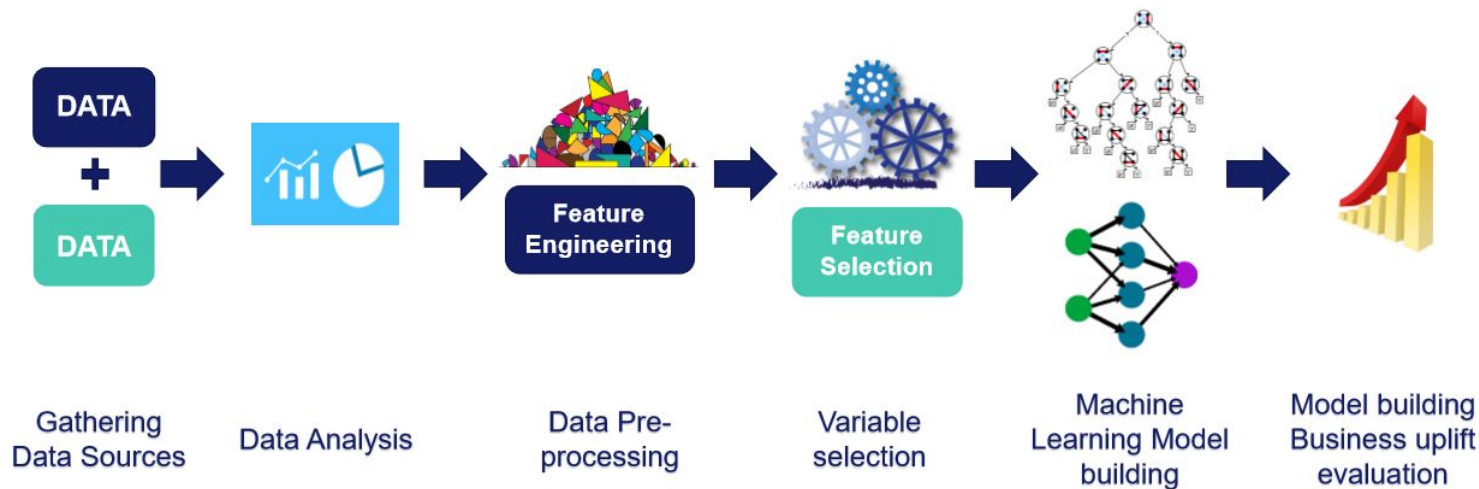 DATA
+
DATA
Feature
Engineering
Feature
Selection
Gathering
Data Sources
Data Analysis
Data Pre-
processing
Variable
selection
Machine
Learning Model
building
Model building
Business uplift
evaluation